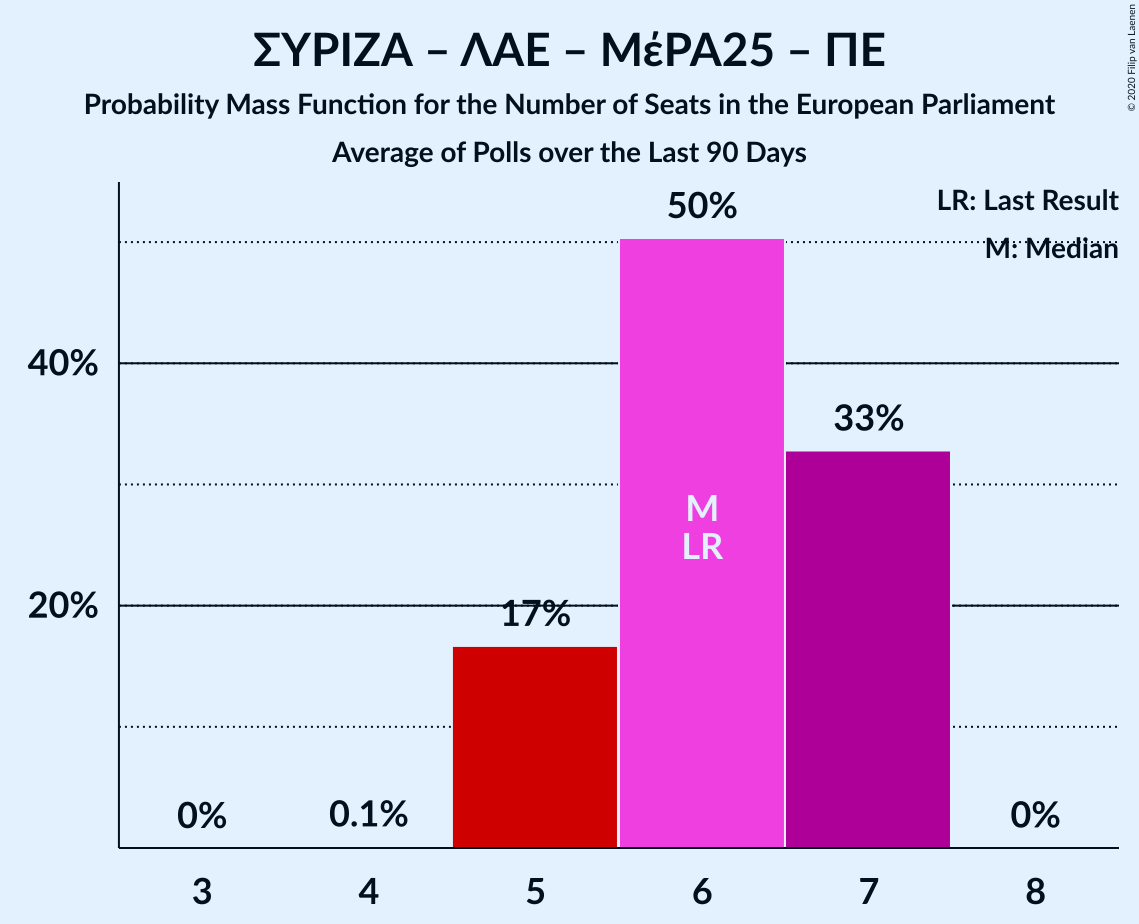 ΣΥΡΙΖΑ – ΛΑΕ – ΜέΡΑ25 – ΠΕ
Probability Mass Function for the Number of Seats in the European Parliament
Average of Polls over the Last 90 Days
© 2020 Filip van Laenen
LR: Last Result
M: Median
50%
40%
33%
M
LR
20%
17%
0%
0.1%
0%
3
4
5
6
7
8